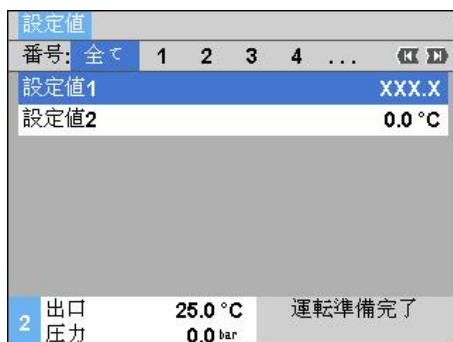 設定値
番号: 全て 1 2 3 4 ...
設定値1 XXX.X
設定値2 0.0 °C
2 出口 25.0 °C 運転準備完了
圧力 0.0 bar